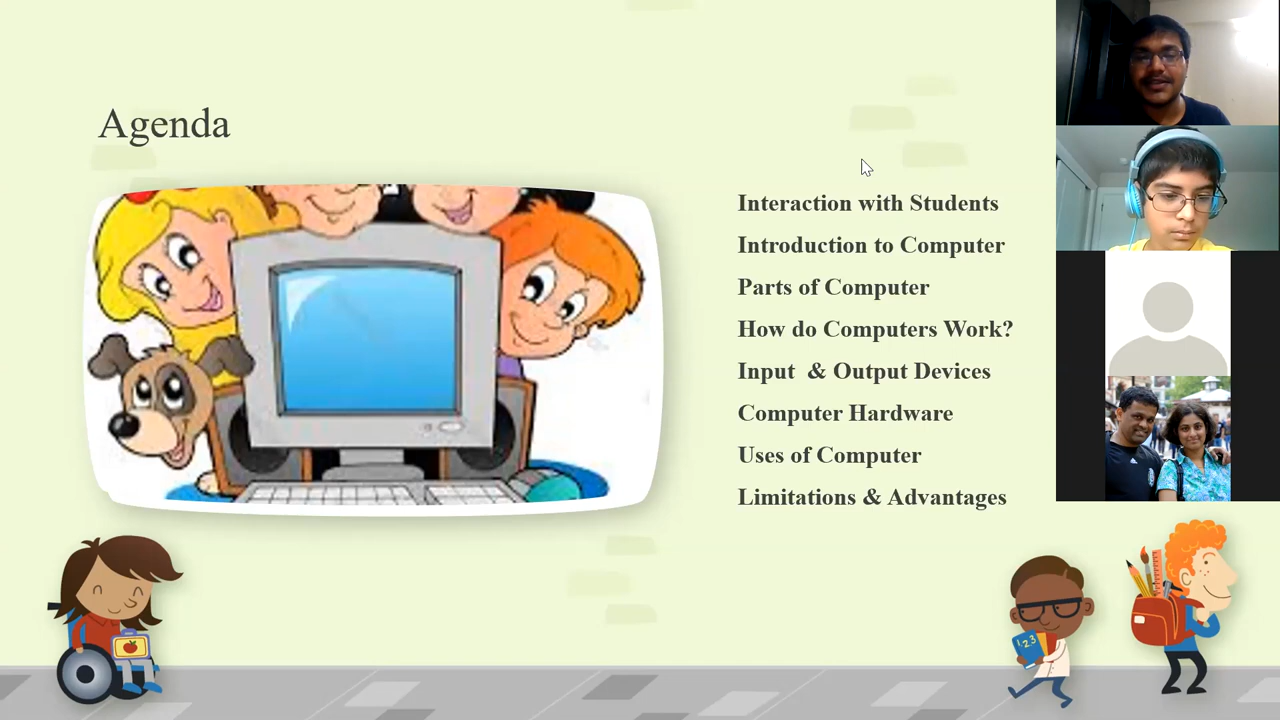 Agenda
Interaction with Students
Introduction to Computer
Parts of Computer
How do Computers Work?
Input  & Output Devices
Computer Hardware
Uses of Computer
Limitations & Advantages
123